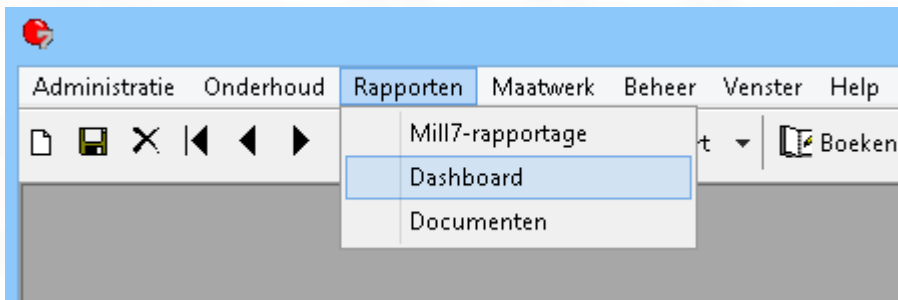 Administratie Onderhoud Rapporten Maatwerk Beheer Venster Help
Mill7-rapportage
t Boeken
Dashboard
Documenten